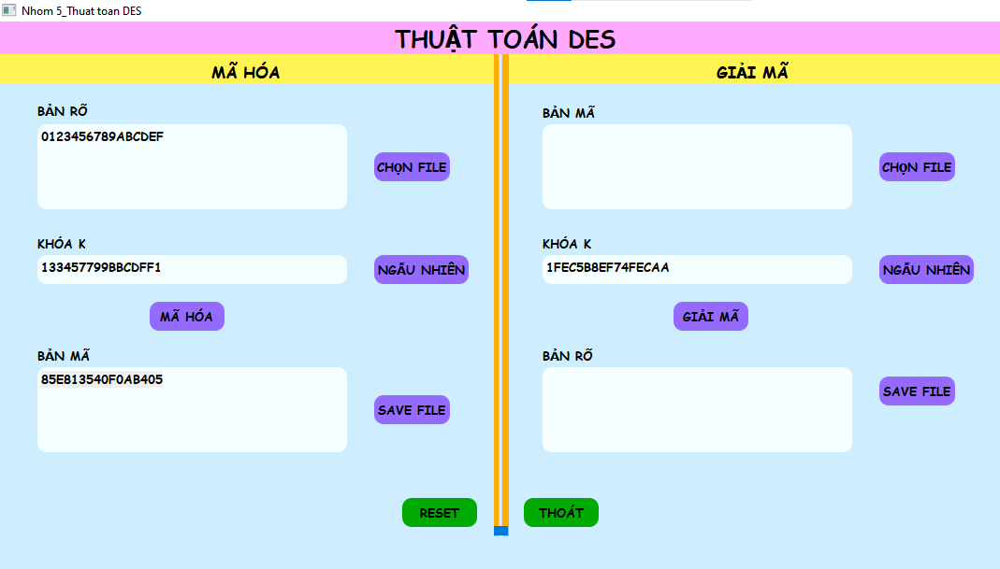 Nhom 5_Thuat toan DES
THUẬT TOÁN DES
MÃ HÓA
GIẢI MÃ
BẢN RÕ
0123456789ABCDEF
CHỌN FILE
KHÓA K
133457799BBCDFF1
NGẪU NHIÊN
MÃ HÓA
BẢN MÃ
85E813540F0AB405
SAVE FILE
BẢN MÃ
CHỌN FILE
KHÓA K
1FEC5B8EF74FECAA
NGẪU NHIÊN
GIẢI MÃ
BẢN RÕ
SAVE FILE
RESET
THOÁT